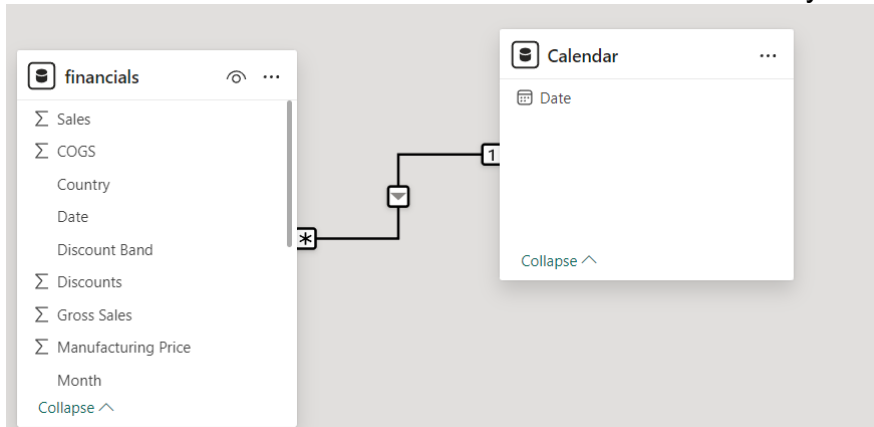 financials
Sales
COGS
Country
Date
Discount Band
Discounts
Gross Sales
Manufacturing Price
Month
Collapse
*
1
Calendar
Date
Collapse